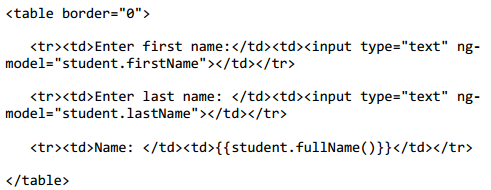 <table border="0">
<tr><td>Enter first name:</td><td><input type="text" ng-
model="student.firstName"></td></tr>
<tr><td>Enter last name: </td><td><input type="text" ng-
model="student.lastName"></td></tr>
<tr><td>Name: </td><td>{{student.fullName()}}</td></tr>
</table>